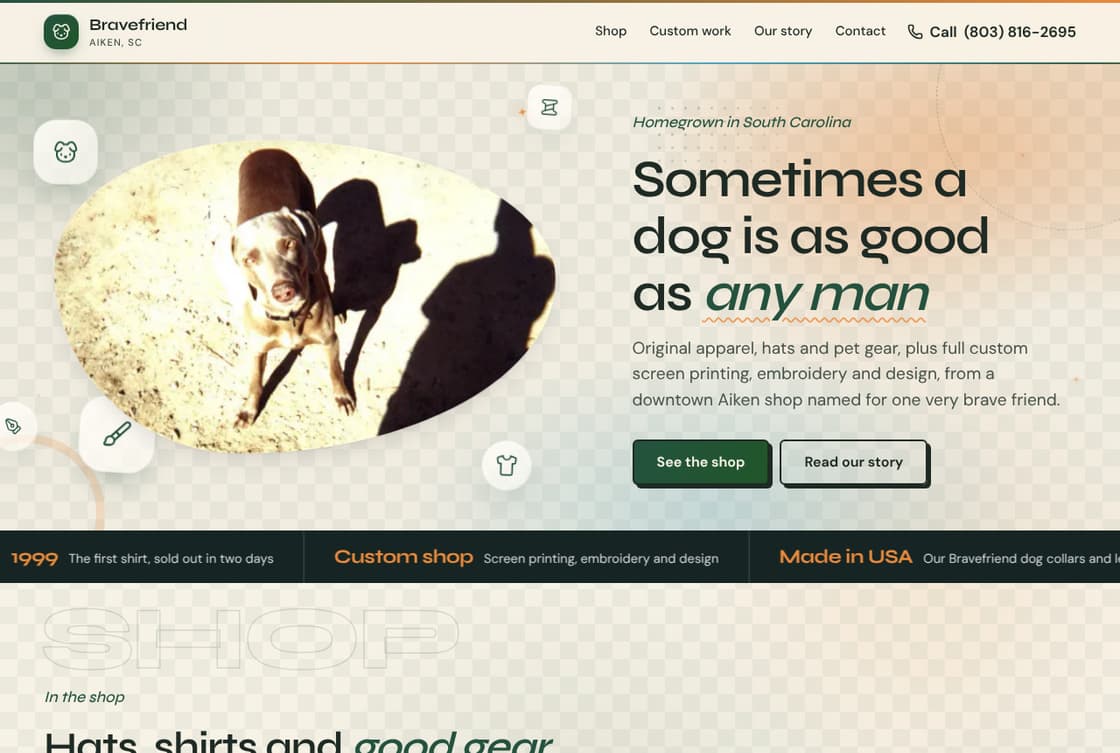 Bravefriend
AIKEN, SC
Shop
Custom work
Our story
Contact
Call (803) 816-2695
Homegrown in South Carolina
Sometimes a
dog is as good
as any man
Original apparel, hats and pet gear, plus full custom
screen printing, embroidery and design, from a
downtown Aiken shop named for one very brave friend.
See the shop
Read our story
1999 The first shirt, sold out in two days
Custom shop Screen printing, embroidery and design
Made in USA Our Bravefriend dog collars and
SHOP
In the shop
Hats, shirts and good gear